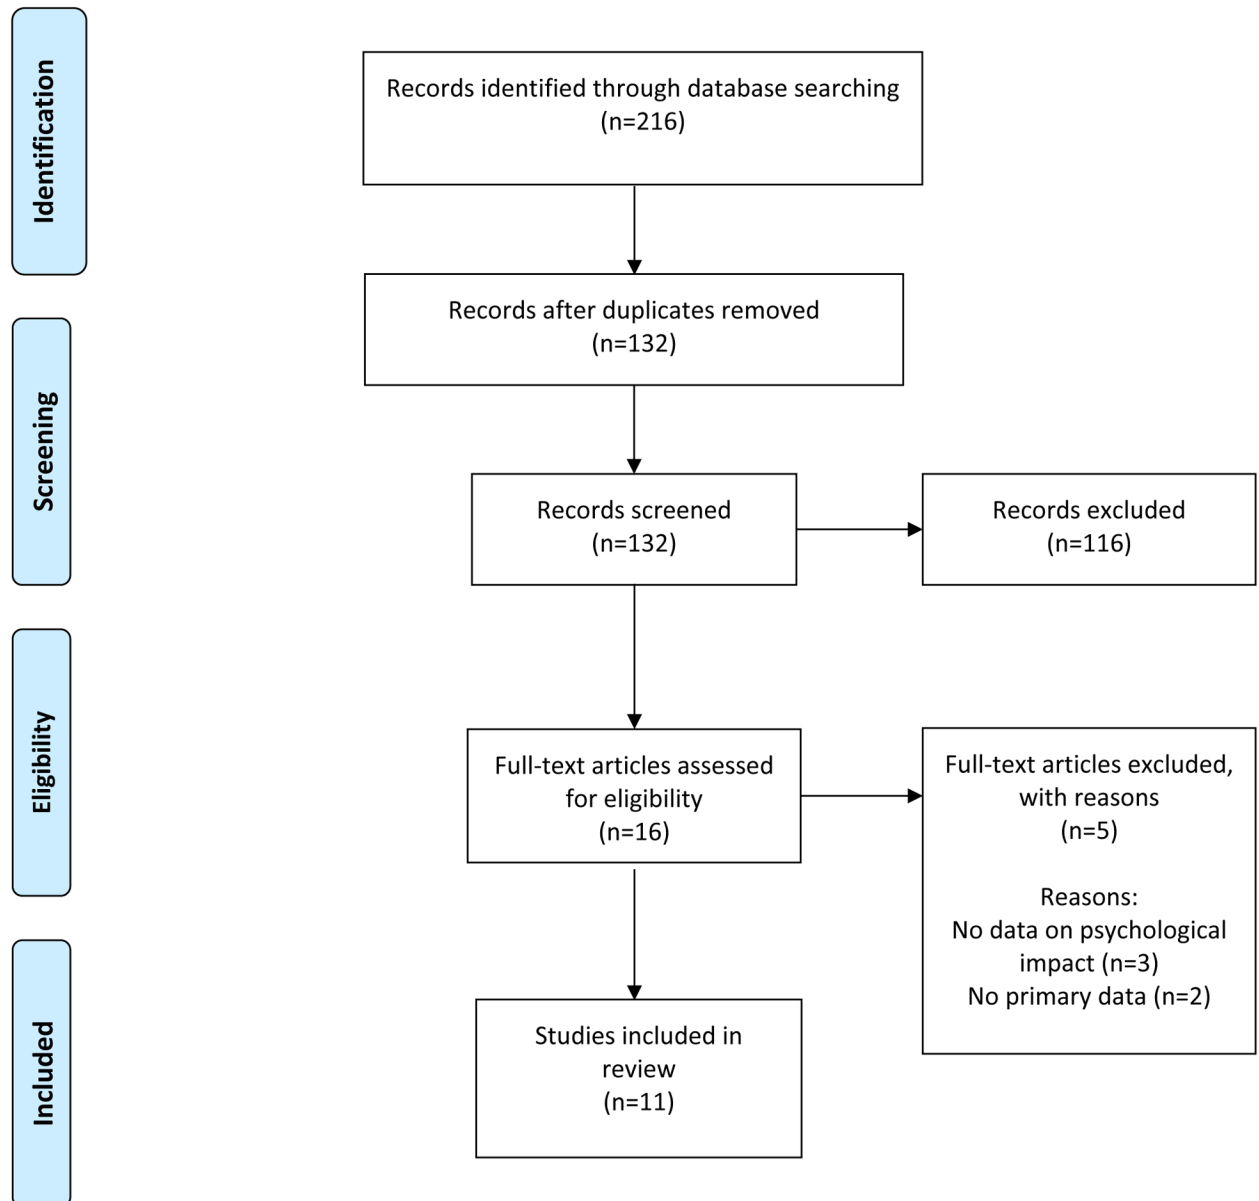 Identification
Records identified through database searching
(n=216)
Records after duplicates removed
(n=132)
Screening
Records screened
(n=132)
Records excluded
(n=116)
Eligibility
Full-text articles assessed
for eligibility
(n=16)
Full-text articles excluded,
with reasons
(n=5)
Reasons:
No data on psychological
impact (n=3)
No primary data (n=2)
Included
Studies included in
review
(n=11)